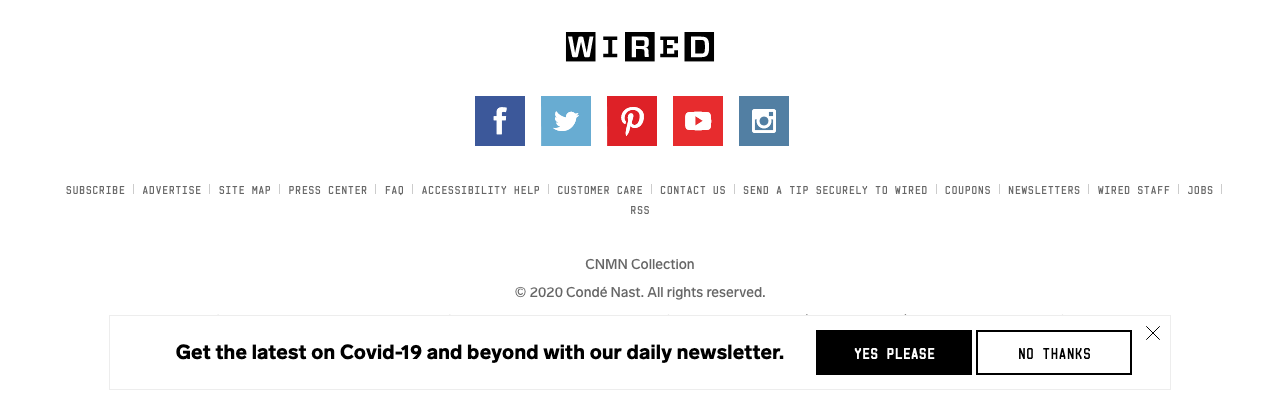 WIRED
SUBSCRIBE ADVERTISE SITE MAP PRESS CENTER FAQ ACCESSIBILITY HELP CUSTOMER CARE CONTACT US SEND A TIP SECURELY TO WIRED COUPONS NEWSLETTERS WIRED STAFF JOBS
RSS
CNMN Collection
© 2020 Condé Nast. All rights reserved.
Get the latest on Covid-19 and beyond with our daily newsletter. YES PLEASE NO THANKS